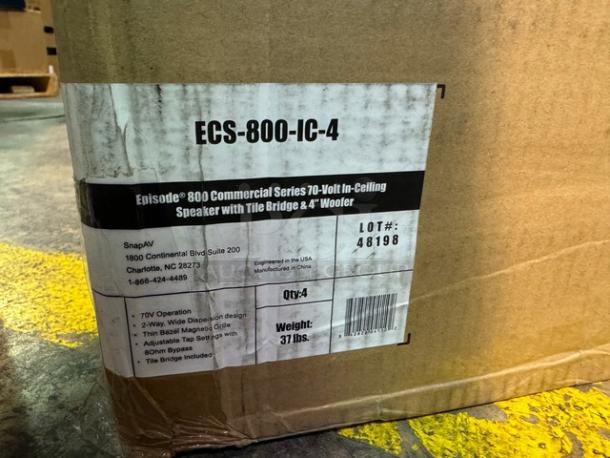 ECS-800-IC-4
Episode® 800 Commercial Series 70-Volt In-Ceiling
Speaker with Tile Bridge & 4" Woofer
SnapAV
1800 Continental Blvd Suite 200
Charlotte, NC 28273
1-866-424-4489
Engineered in the USA
Manufactured in China
LOT#:
48198
• 70V Operation
• 2-Way, Wide Dispersion design
• Thin Bezel Magnetic Grille
• Adjustable Tap Settings with
8Ohm Bypass
• Tile Bridge Included
Qty:4
Weight:
37 lbs.